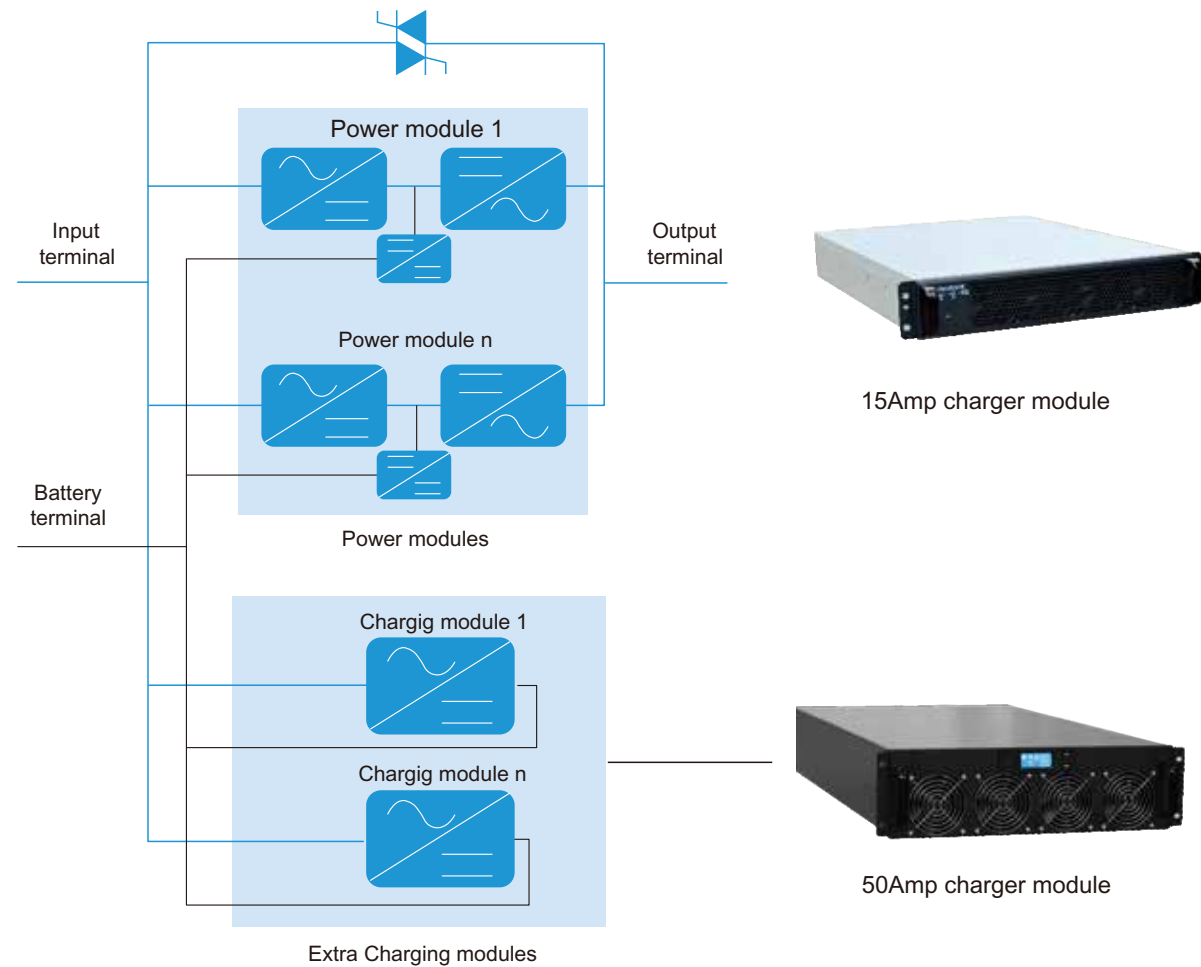 Power module 1
Input
terminal
Output
terminal
Power module n
15Amp charger module
Battery
terminal
Power modules
Chargig module 1
Chargig module n
50Amp charger module
Extra Charging modules